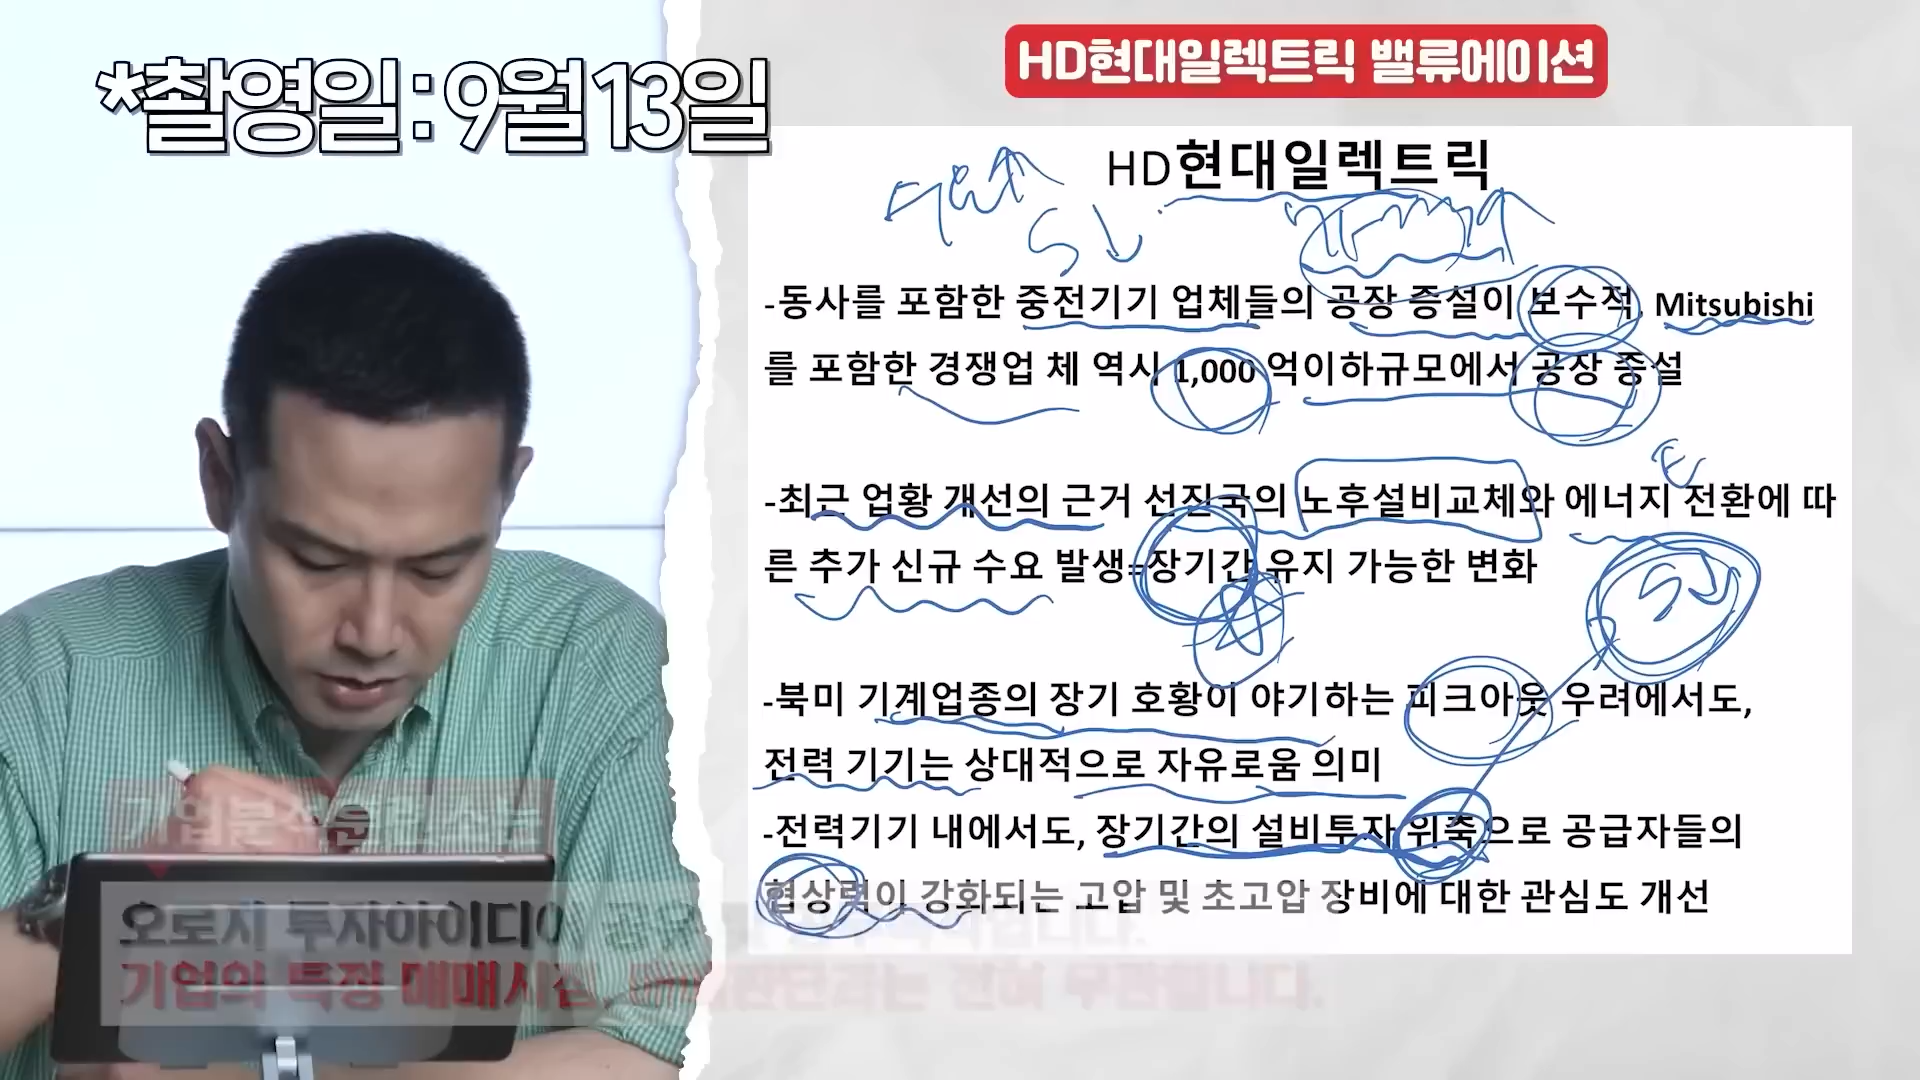 *촬영일 : 9월 13일
HD현대일렉트릭 밸류에이션
HD현대일렉트릭
-동사를 포함한 중전기기 업체들의 공장 증설이 보수적, Mitsubishi
를 포함한 경쟁업 체 역시 1,000 억이하규모에서 공장 증설
-최근 업황 개선의 근거 선진국의 노후설비교체와 에너지 전환에 따
른 추가 신규 수요 발생=장기간 유지 가능한 변화
-북미 기계업종의 장기 호황이 야기하는 피크아웃 우려에서도,
전력 기기는 상대적으로 자유로움 의미
-전력기기 내에서도, 장기간의 설비투자 위축으로 공급자들의
협상력이 강화되는 고압 및 초고압 장비에 대한 관심도 개선
오로지 투자아이디어
기업의 특정 매매시점,